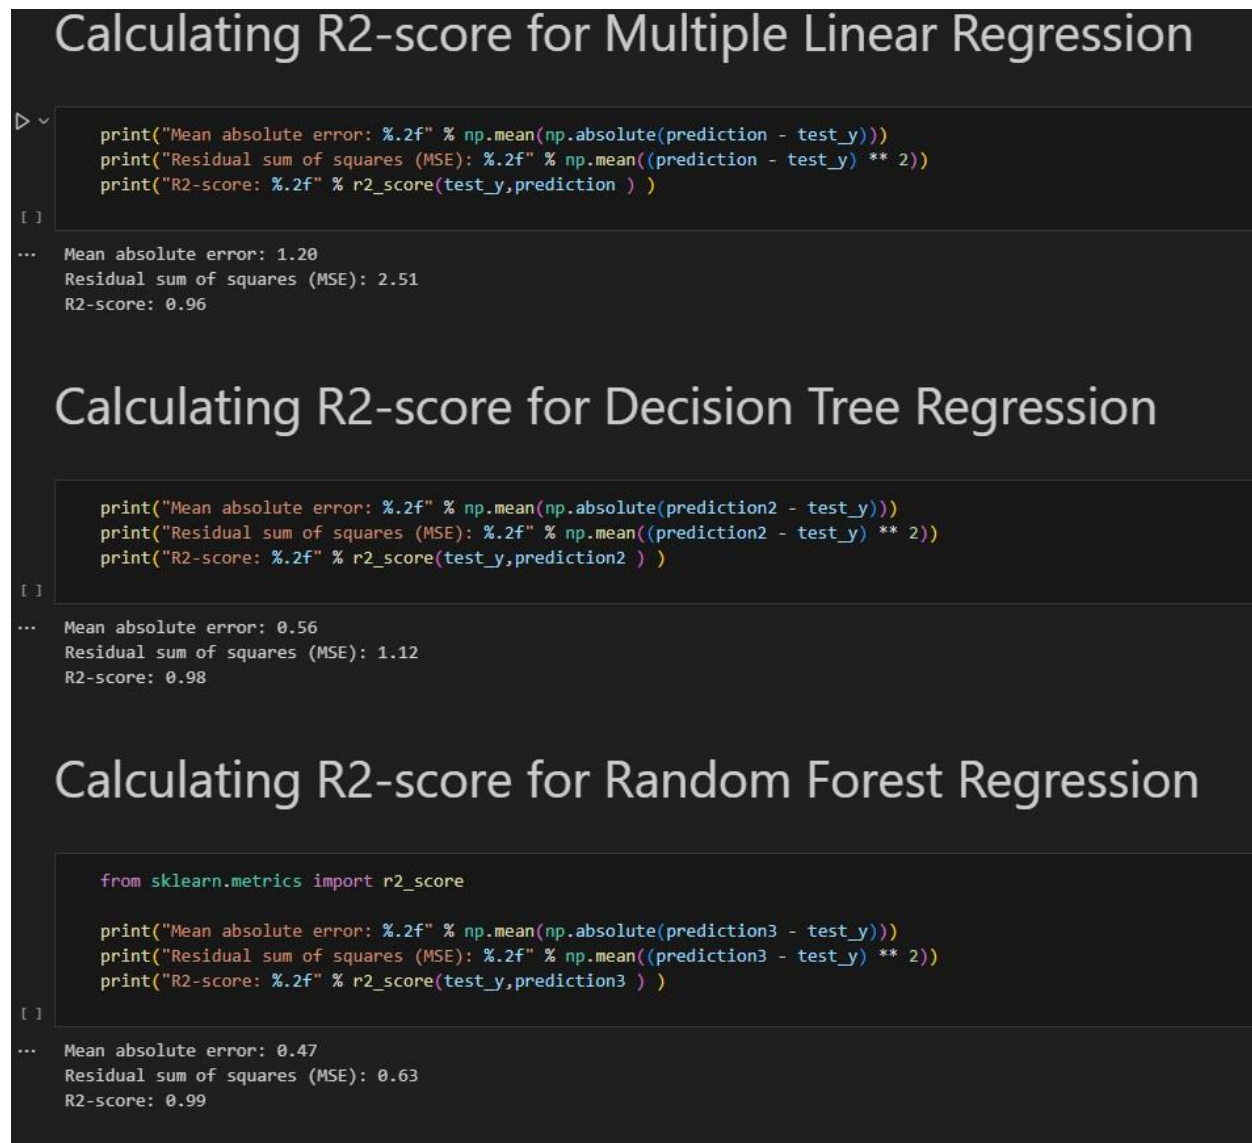 Calculating R2-score for Multiple Linear Regression
print("Mean absolute error: %.2f" % np.mean(np.absolute(prediction - test_y)))
print("Residual sum of squares (MSE): %.2f" % np.mean((prediction - test_y) ** 2))
print("R2-score: %.2f" % r2_score(test_y,prediction ) )
[ ]
... Mean absolute error: 1.20
Residual sum of squares (MSE): 2.51
R2-score: 0.96
Calculating R2-score for Decision Tree Regression
print("Mean absolute error: %.2f" % np.mean(np.absolute(prediction2 - test_y)))
print("Residual sum of squares (MSE): %.2f" % np.mean((prediction2 - test_y) ** 2))
print("R2-score: %.2f" % r2_score(test_y,prediction2 ) )
[ ]
... Mean absolute error: 0.56
Residual sum of squares (MSE): 1.12
R2-score: 0.98
Calculating R2-score for Random Forest Regression
from sklearn.metrics import r2_score
print("Mean absolute error: %.2f" % np.mean(np.absolute(prediction3 - test_y)))
print("Residual sum of squares (MSE): %.2f" % np.mean((prediction3 - test_y) ** 2))
print("R2-score: %.2f" % r2_score(test_y,prediction3 ) )
[ ]
... Mean absolute error: 0.47
Residual sum of squares (MSE): 0.63
R2-score: 0.99